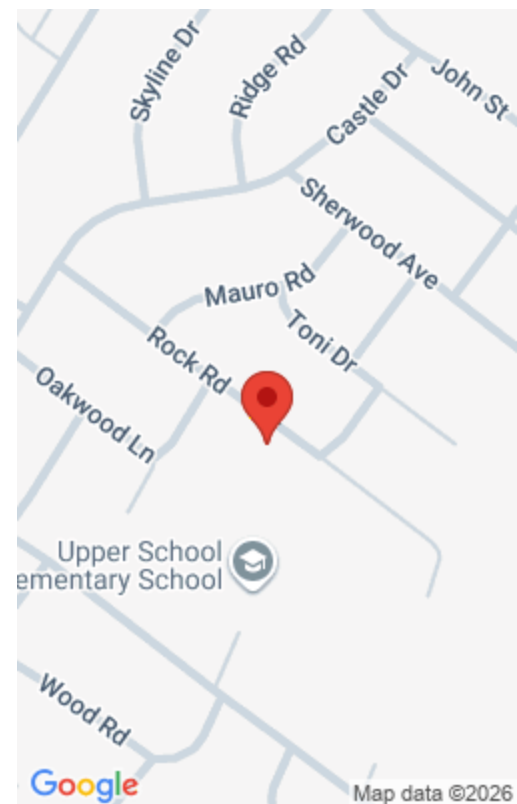 Skyline Dr
Ridge Rd
Castle Dr
John St
Sherwood Ave
Mauro Rd
Toni Dr
Rock Rd
Oakwood Ln
Upper School
ementary School
Wood Rd
Google
Map data ©2026